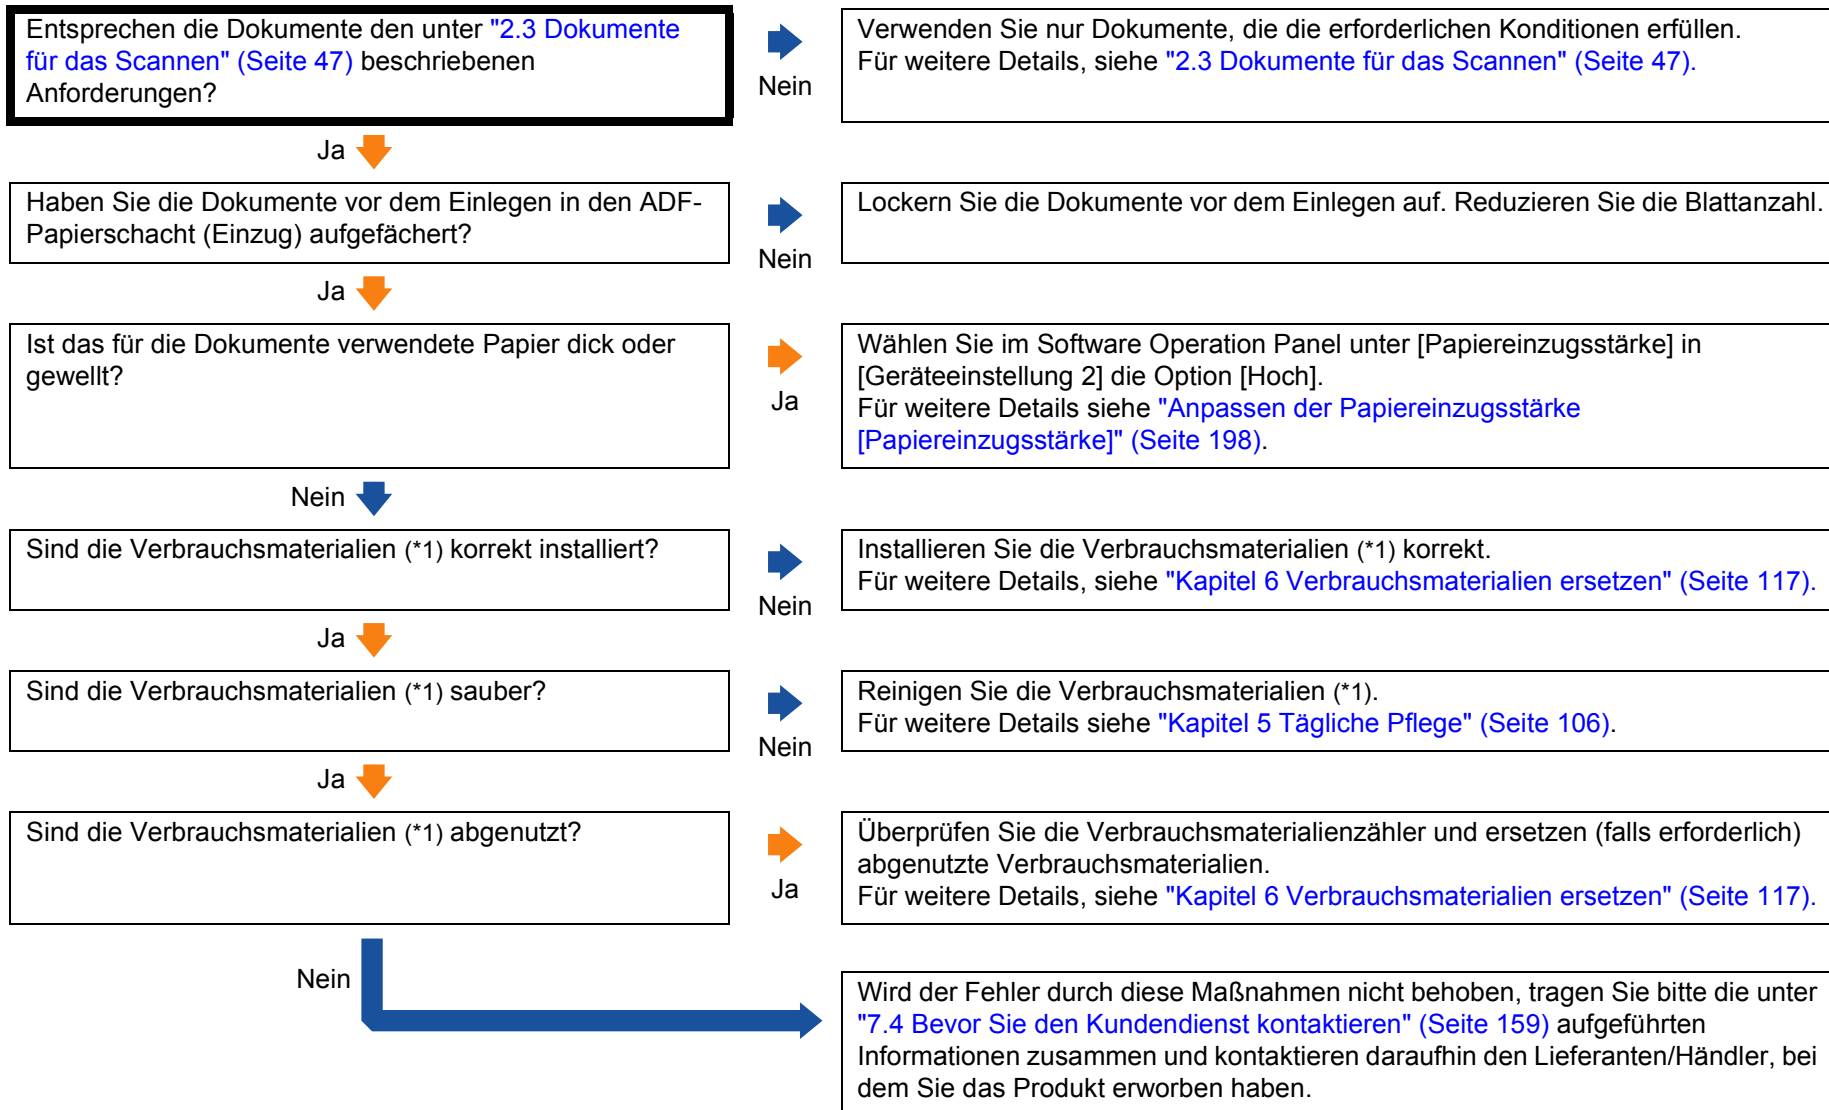 Entsprechen die Dokumente den unter "2.3 Dokumente
für das Scannen" (Seite 47) beschriebenen
Anforderungen?
Nein
Verwenden Sie nur Dokumente, die die erforderlichen Konditionen erfüllen.
Für weitere Details, siehe "2.3 Dokumente für das Scannen" (Seite 47).
Ja
Haben Sie die Dokumente vor dem Einlegen in den ADF-
Papierschacht (Einzug) aufgefächert?
Nein
Lockern Sie die Dokumente vor dem Einlegen auf. Reduzieren Sie die Blattanzahl.
Ja
Ist das für die Dokumente verwendete Papier dick oder
gewellt?
Ja
Wählen Sie im Software Operation Panel unter [Papiereinzugsstärke] in
[Geräteeinstellung 2] die Option [Hoch].
Für weitere Details siehe "Anpassen der Papiereinzugsstärke
[Papiereinzugsstärke]" (Seite 198).
Nein
Sind die Verbrauchsmaterialien (*1) korrekt installiert?
Nein
Installieren Sie die Verbrauchsmaterialien (*1) korrekt.
Für weitere Details, siehe "Kapitel 6 Verbrauchsmaterialien ersetzen" (Seite 117).
Ja
Sind die Verbrauchsmaterialien (*1) sauber?
Nein
Reinigen Sie die Verbrauchsmaterialien (*1).
Für weitere Details siehe "Kapitel 5 Tägliche Pflege" (Seite 106).
Ja
Sind die Verbrauchsmaterialien (*1) abgenutzt?
Ja
Überprüfen Sie die Verbrauchsmaterialienzähler und ersetzen (falls erforderlich)
abgenutzte Verbrauchsmaterialien.
Für weitere Details, siehe "Kapitel 6 Verbrauchsmaterialien ersetzen" (Seite 117).
Nein
Wird der Fehler durch diese Maßnahmen nicht behoben, tragen Sie bitte die unter
"7.4 Bevor Sie den Kundendienst kontaktieren" (Seite 159) aufgeführten
Informationen zusammen und kontaktieren daraufhin den Lieferanten/Händler, bei
dem Sie das Produkt erworben haben.